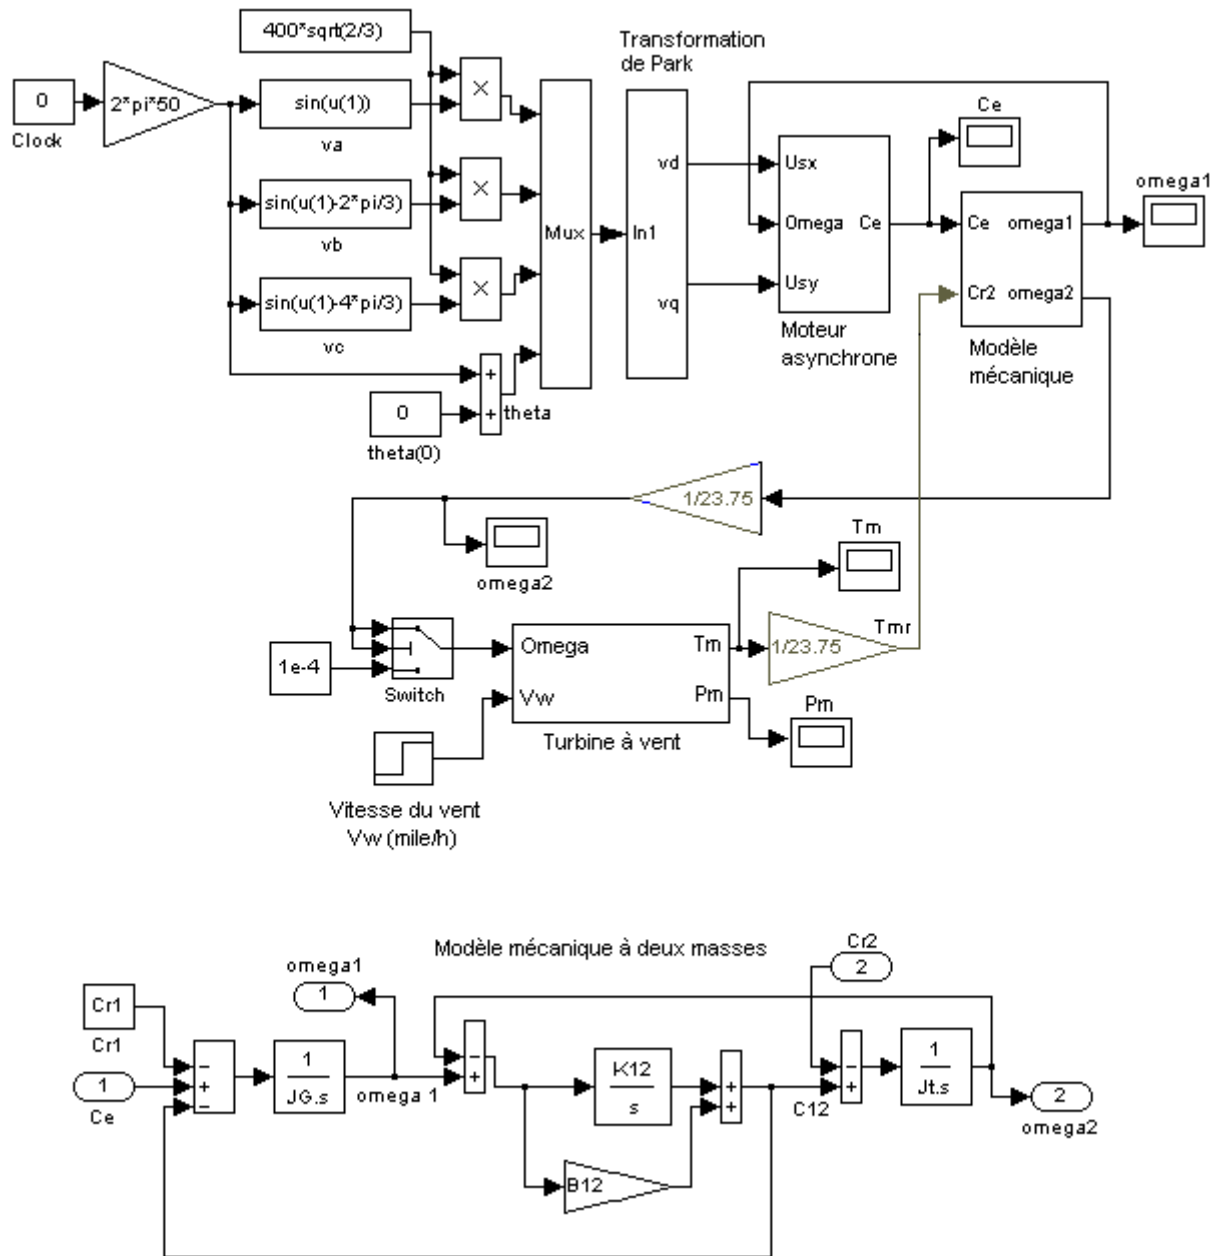 400*sqrt(2/3)
Transformation
de Park
0
Clock
2*pi*50
sin(u(1))
va
×
sin(u(1)-2*pi/3)
vb
×
sin(u(1)-4*pi/3)
vc
×
Mux
In1
vd
vq
Usx
Omega
Ce
Usy
Moteur
asynchrone
Ce
omega1
Ce
omega1
Cr2
omega2
Modèle
mécanique
+
+
theta
0
theta(0)
1/23.75
omega2
Tm
1e-4
Switch
Omega
Tm
Vw
Pm
Turbine à vent
1/23.75
Tmr
Pm
Vitesse du vent
Vw (mile/h)
Modèle mécanique à deux masses
Cr2
2
omega1
1
Cr1
Cr1
1
Ce
−
+
−
1
JG.s
omega 1
−
+
K12
s
B12
+
+
C12
−
+
1
Jt.s
2
omega2